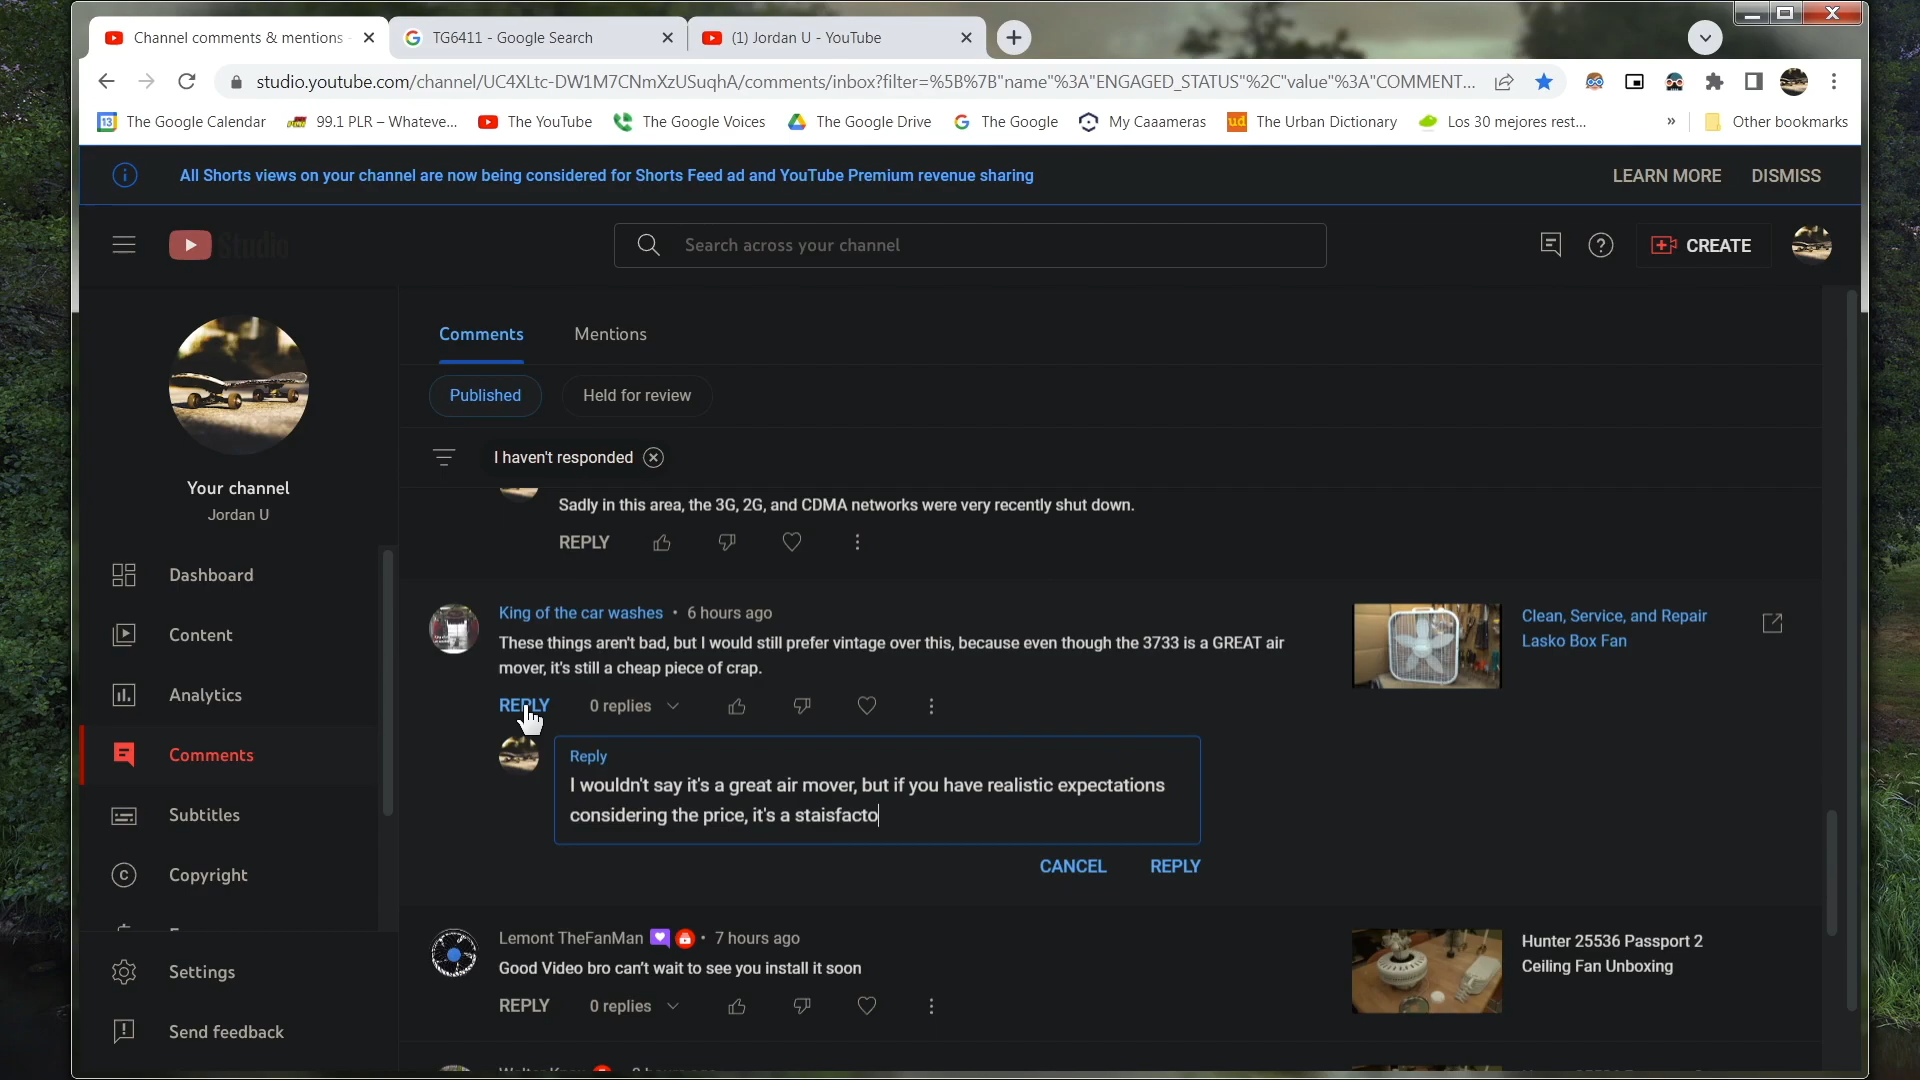 Channel comments & mentions -
TG6411 - Google Search
(1) Jordan U - YouTube
studio.youtube.com/channel/UC4XLtc-DW1M7CNmXzUSuqhA/comments/inbox?filter=%5B%7B"name"%3A"ENGAGED_STATUS"%2C"value"%3A"COMMENT...
13 The Google Calendar
99.1 PLR – Whateve...
The YouTube
The Google Voices
The Google Drive
The Google
My Caaameras
ud The Urban Dictionary
Los 30 mejores rest...
»
Other bookmarks
All Shorts views on your channel are now being considered for Shorts Feed ad and YouTube Premium revenue sharing
LEARN MORE
DISMISS
Studio
Search across your channel
CREATE
Your channel
Jordan U
Dashboard
Content
Analytics
Comments
Subtitles
Copyright
Settings
Send feedback
Comments
Mentions
Published
Held for review
I haven't responded
Sadly in this area, the 3G, 2G, and CDMA networks were very recently shut down.
REPLY
King of the car washes • 6 hours ago
These things aren't bad, but I would still prefer vintage over this, because even though the 3733 is a GREAT air
mover, it's still a cheap piece of crap.
REPLY 0 replies
Clean, Service, and Repair
Lasko Box Fan
Reply
I wouldn't say it's a great air mover, but if you have realistic expectations
considering the price, it's a staisfacto
CANCEL
REPLY
Lemont TheFanMan • 7 hours ago
Good Video bro can't wait to see you install it soon
REPLY 0 replies
Hunter 25536 Passport 2
Ceiling Fan Unboxing